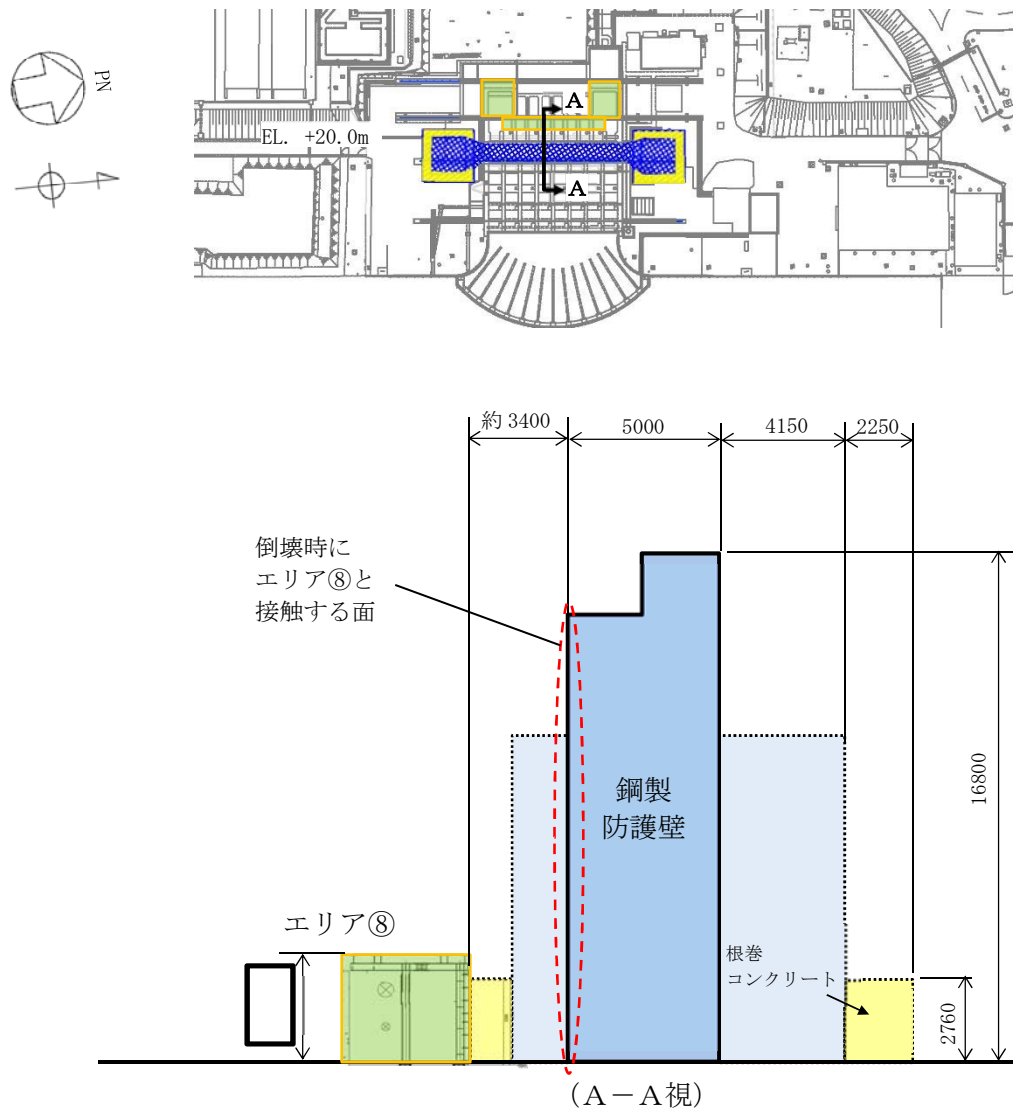 PN
EL. +20.0m
A
A
約 3400
5000
4150
2250
倒壊時に
エリア⑧と
接触する面
16800
鋼製
防護壁
エリア⑧
根巻
コンクリート
2760
(A－A視)